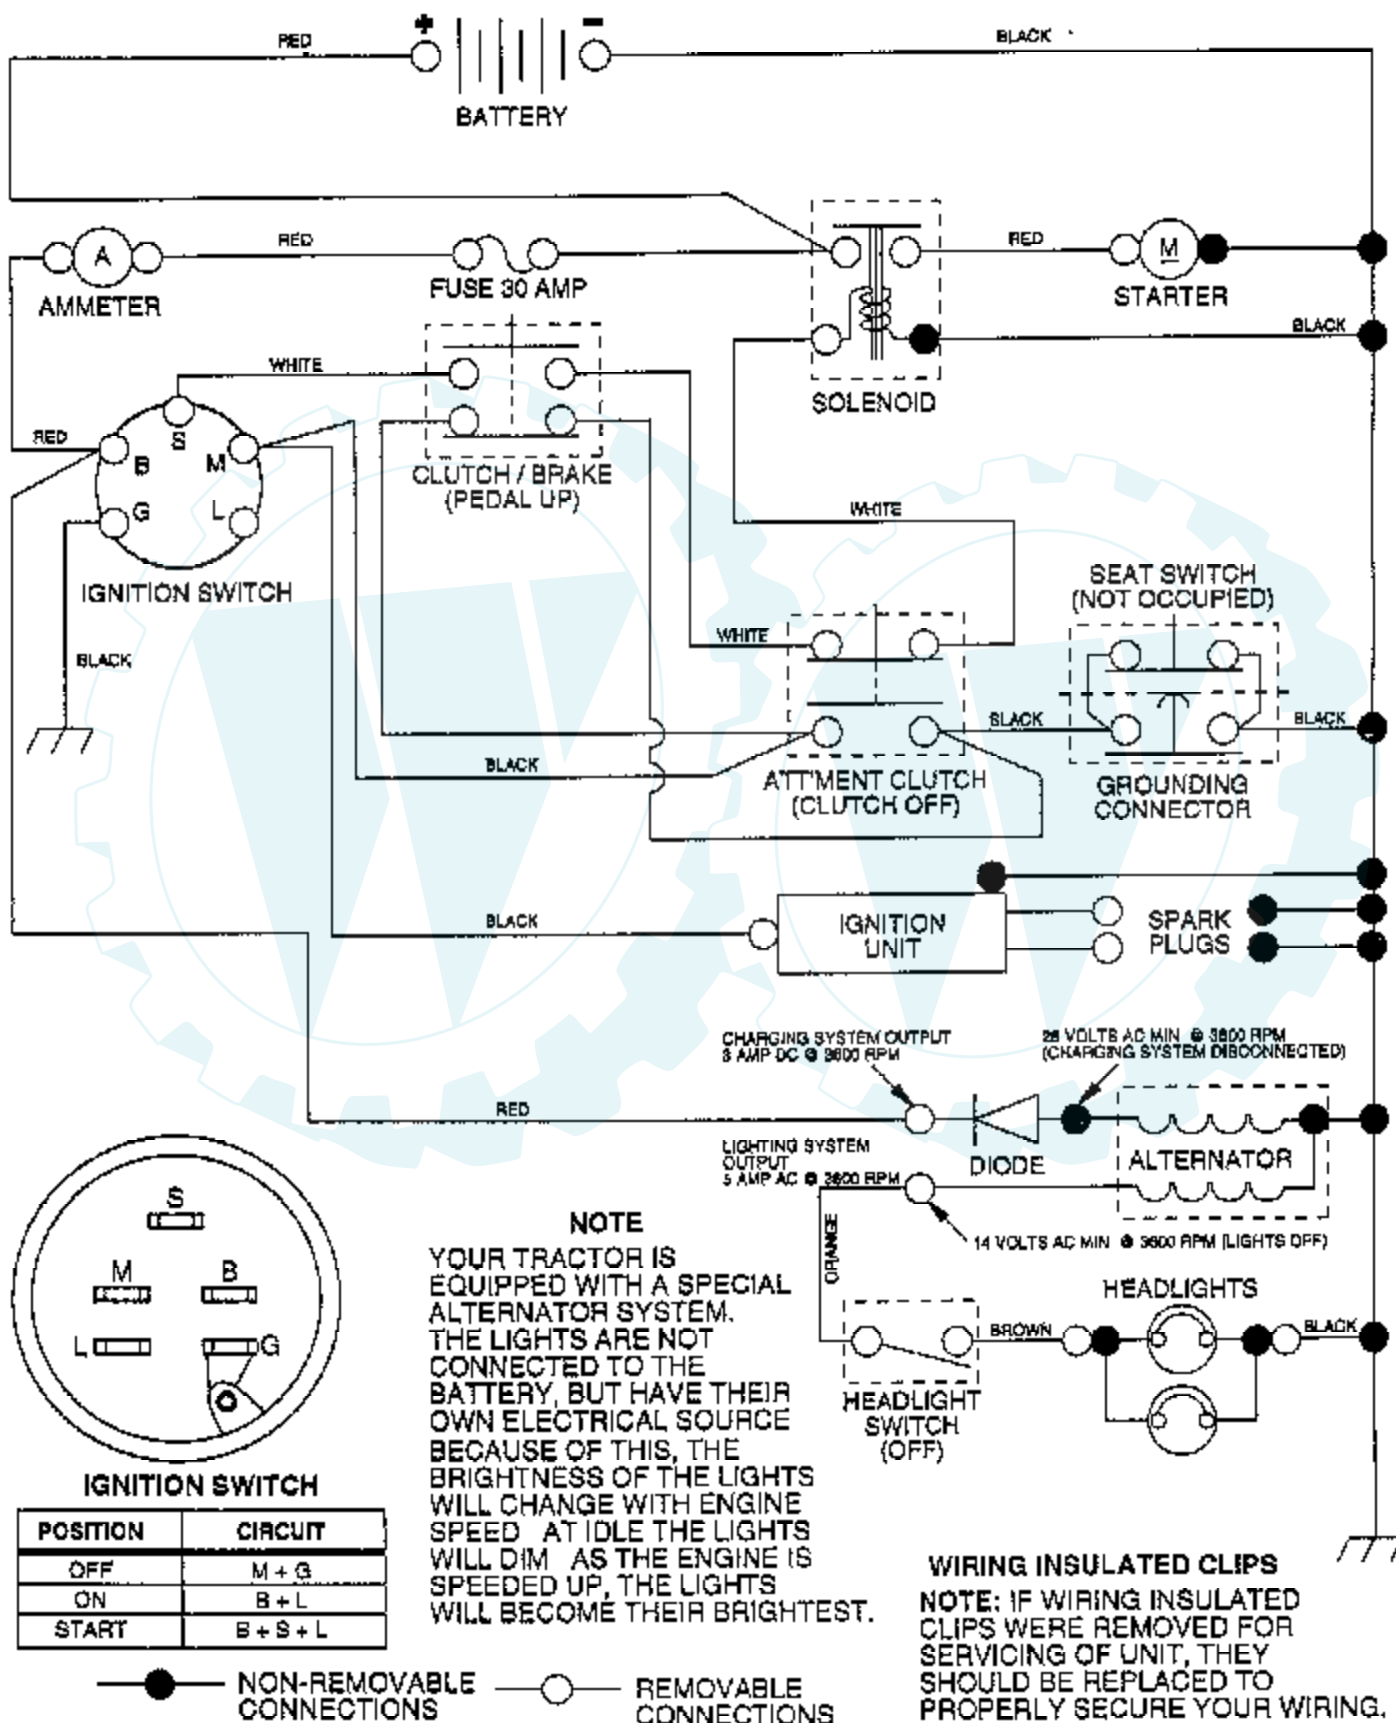 + -
RED
BLACK
BATTERY
A
RED
RED
M
AMMETER
FUSE 30 AMP
STARTER
BLACK
WHITE
SOLENOID
RED
S
B
M
G
L
CLUTCH / BRAKE
(PEDAL UP)
WHITE
IGNITION SWITCH
SEAT SWITCH
(NOT OCCUPIED)
WHITE
BLACK
BLACK
BLACK
BLACK
ATT'MENT CLUTCH
(CLUTCH OFF)
GROUNDING
CONNECTOR
BLACK
IGNITION
UNIT
SPARK
PLUGS
CHARGING SYSTEM OUTPUT
3 AMP DC @ 3600 RPM
28 VOLTS AC MIN @ 3600 RPM
(CHARGING SYSTEM DISCONNECTED)
RED
DIODE
ALTERNATOR
LIGHTING SYSTEM
OUTPUT
5 AMP AC @ 3600 RPM
14 VOLTS AC MIN @ 3600 RPM (LIGHTS OFF)
ORANGE
HEADLIGHTS
BROWN
BLACK
HEADLIGHT
SWITCH
(OFF)
S
M
B
L
G
IGNITION SWITCH
POSITION CIRCUIT
OFF M + G
ON B + L
START B + S + L
NOTE
YOUR TRACTOR IS
EQUIPPED WITH A SPECIAL
ALTERNATOR SYSTEM.
THE LIGHTS ARE NOT
CONNECTED TO THE
BATTERY, BUT HAVE THEIR
OWN ELECTRICAL SOURCE
BECAUSE OF THIS, THE
BRIGHTNESS OF THE LIGHTS
WILL CHANGE WITH ENGINE
SPEED AT IDLE THE LIGHTS
WILL DIM AS THE ENGINE IS
SPEEDED UP, THE LIGHTS
WILL BECOME THEIR BRIGHTEST.
WIRING INSULATED CLIPS
NOTE: IF WIRING INSULATED
CLIPS WERE REMOVED FOR
SERVICING OF UNIT, THEY
SHOULD BE REPLACED TO
PROPERLY SECURE YOUR WIRING.
NON-REMOVABLE
CONNECTIONS
REMOVABLE
CONNECTIONS